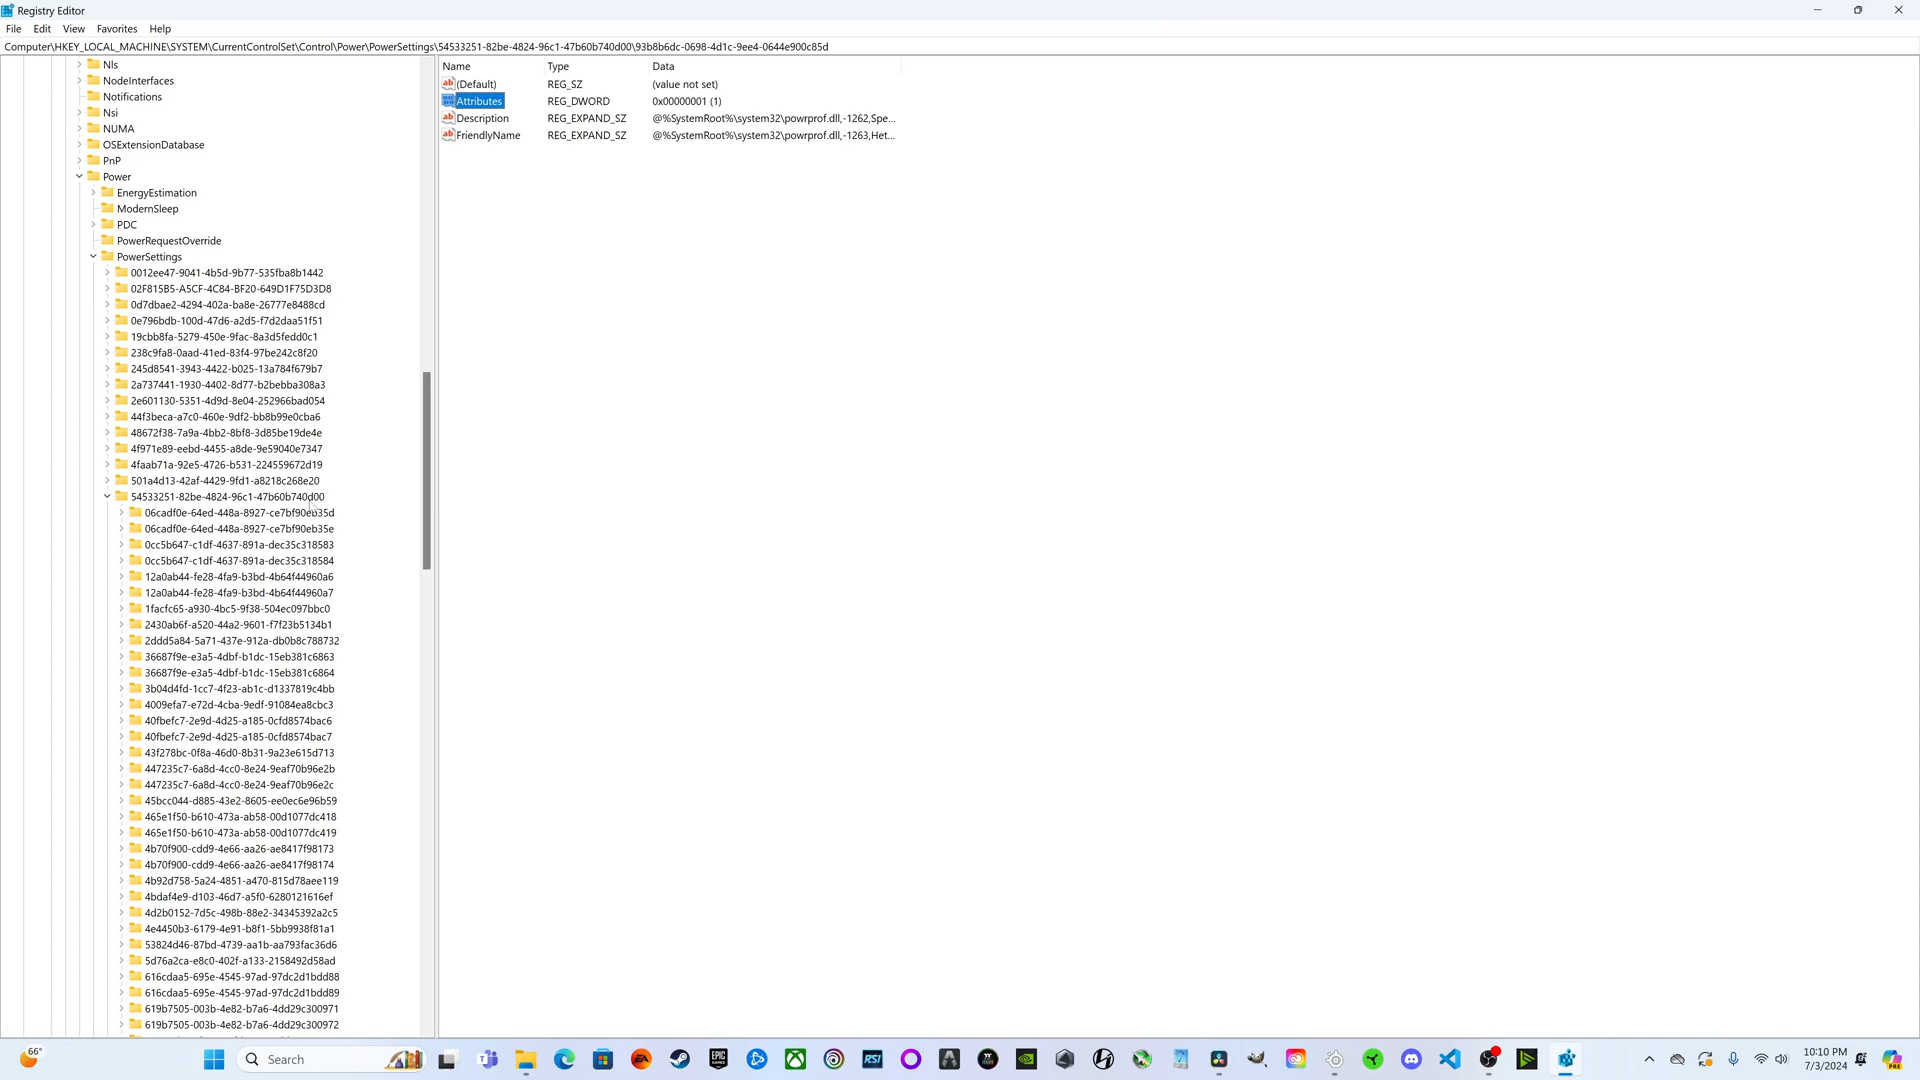 Registry Editor
File Edit View Favorites Help
Computer\HKEY_LOCAL_MACHINE\SYSTEM\CurrentControlSet\Control\Power\PowerSettings\54533251-82be-4824-96c1-47b60b740d00\93b8b6dc-0698-4d1c-9ee4-0644e900c85d
Nls
NodeInterfaces
Notifications
Nsi
NUMA
OSExtensionDatabase
PnP
Power
EnergyEstimation
ModernSleep
PDC
PowerRequestOverride
PowerSettings
0012ee47-9041-4b5d-9b77-535fba8b1442
02F815B5-A5CF-4C84-BF20-649D1F75D3D8
0d7dbae2-4294-402a-ba8e-26777e8488cd
0e796bdb-100d-47d6-a2d5-f7d2daa51f51
19cbb8fa-5279-450e-9fac-8a3d5fedd0c1
238c9fa8-0aad-41ed-83f4-97be242c8f20
245d8541-3943-4422-b025-13a784f679b7
2a737441-1930-4402-8d77-b2bebba308a3
2e601130-5351-4d9d-8e04-252966bad054
44f3beca-a7c0-460e-9df2-bb8b99e0cba6
48672f38-7a9a-4bb2-8bf8-3d85be19de4e
4f971e89-eebd-4455-a8de-9e59040e7347
4faab71a-92e5-4726-b531-224559672d19
501a4d13-42af-4429-9fd1-a8218c268e20
54533251-82be-4824-96c1-47b60b740d00
06cadf0e-64ed-448a-8927-ce7bf90eb35d
06cadf0e-64ed-448a-8927-ce7bf90eb35e
0cc5b647-c1df-4637-891a-dec35c318583
0cc5b647-c1df-4637-891a-dec35c318584
12a0ab44-fe28-4fa9-b3bd-4b64f44960a6
12a0ab44-fe28-4fa9-b3bd-4b64f44960a7
1facfc65-a930-4bc5-9f38-504ec097bbc0
2430ab6f-a520-44a2-9601-f7f23b5134b1
2ddd5a84-5a71-437e-912a-db0b8c788732
36687f9e-e3a5-4dbf-b1dc-15eb381c6863
36687f9e-e3a5-4dbf-b1dc-15eb381c6864
3b04d4fd-1cc7-4f23-ab1c-d1337819c4bb
4009efa7-e72d-4cba-9edf-91084ea8cbc3
40fbefc7-2e9d-4d25-a185-0cfd8574bac6
40fbefc7-2e9d-4d25-a185-0cfd8574bac7
43f278bc-0f8a-46d0-8b31-9a23e615d713
447235c7-6a8d-4cc0-8e24-9eaf70b96e2b
447235c7-6a8d-4cc0-8e24-9eaf70b96e2c
45bcc044-d885-43e2-8605-ee0ec6e96b59
465e1f50-b610-473a-ab58-00d1077dc418
465e1f50-b610-473a-ab58-00d1077dc419
4b70f900-cdd9-4e66-aa26-ae8417f98173
4b70f900-cdd9-4e66-aa26-ae8417f98174
4b92d758-5a24-4851-a470-815d78aee119
4bdaf4e9-d103-46d7-a5f0-6280121616ef
4d2b0152-7d5c-498b-88e2-34345392a2c5
4e4450b3-6179-4e91-b8f1-5bb9938f81a1
53824d46-87bd-4739-aa1b-aa793fac36d6
5d76a2ca-e8c0-402f-a133-2158492d58ad
616cdaa5-695e-4545-97ad-97dc2d1bdd88
616cdaa5-695e-4545-97ad-97dc2d1bdd89
619b7505-003b-4e82-b7a6-4dd29c300971
619b7505-003b-4e82-b7a6-4dd29c300972
Name Type Data
(Default) REG_SZ (value not set)
Attributes REG_DWORD 0x00000001 (1)
Description REG_EXPAND_SZ @%SystemRoot%\system32\powrprof.dll,-1262,Spe...
FriendlyName REG_EXPAND_SZ @%SystemRoot%\system32\powrprof.dll,-1263,Het...
66°
Search
EA
EPIC GAMES
RSI
PRE
10:10 PM
7/3/2024